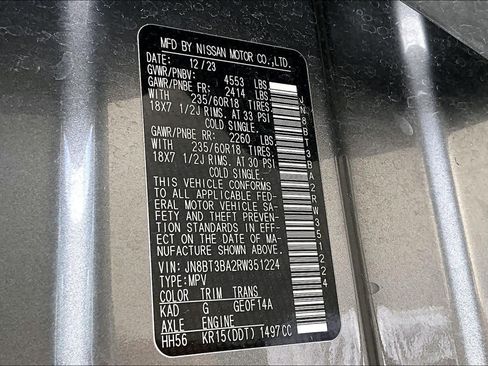 MFD BY NISSAN MOTOR CO.,LTD.
DATE: 12/23
GVWR/PNBV: 4553 LBS
GAWR/PNBE FR: 2414 LBS
WITH 235/60R18 TIRES.
18X7 1/2J RIMS. AT 33 PSI
COLD SINGLE.
GAWR/PNBE RR: 2260 LBS
WITH 235/60R18 TIRES.
18X7 1/2J RIMS. AT 30 PSI
COLD SINGLE.
THIS VEHICLE CONFORMS
TO ALL APPLICABLE FED-
ERAL MOTOR VEHICLE SA-
FETY AND THEFT PREVEN-
TION STANDARDS IN EFF-
ECT ON THE DATE OF MA-
NUFACTURE SHOWN ABOVE.
VIN: JN8BT3BA2RW351224
TYPE:MPV
COLOR TRIM TRANS
KAD G GE0F14A
AXLE ENGINE
HH56 KR15(DDT) 1497CC
JN8BT3BA2RW351224